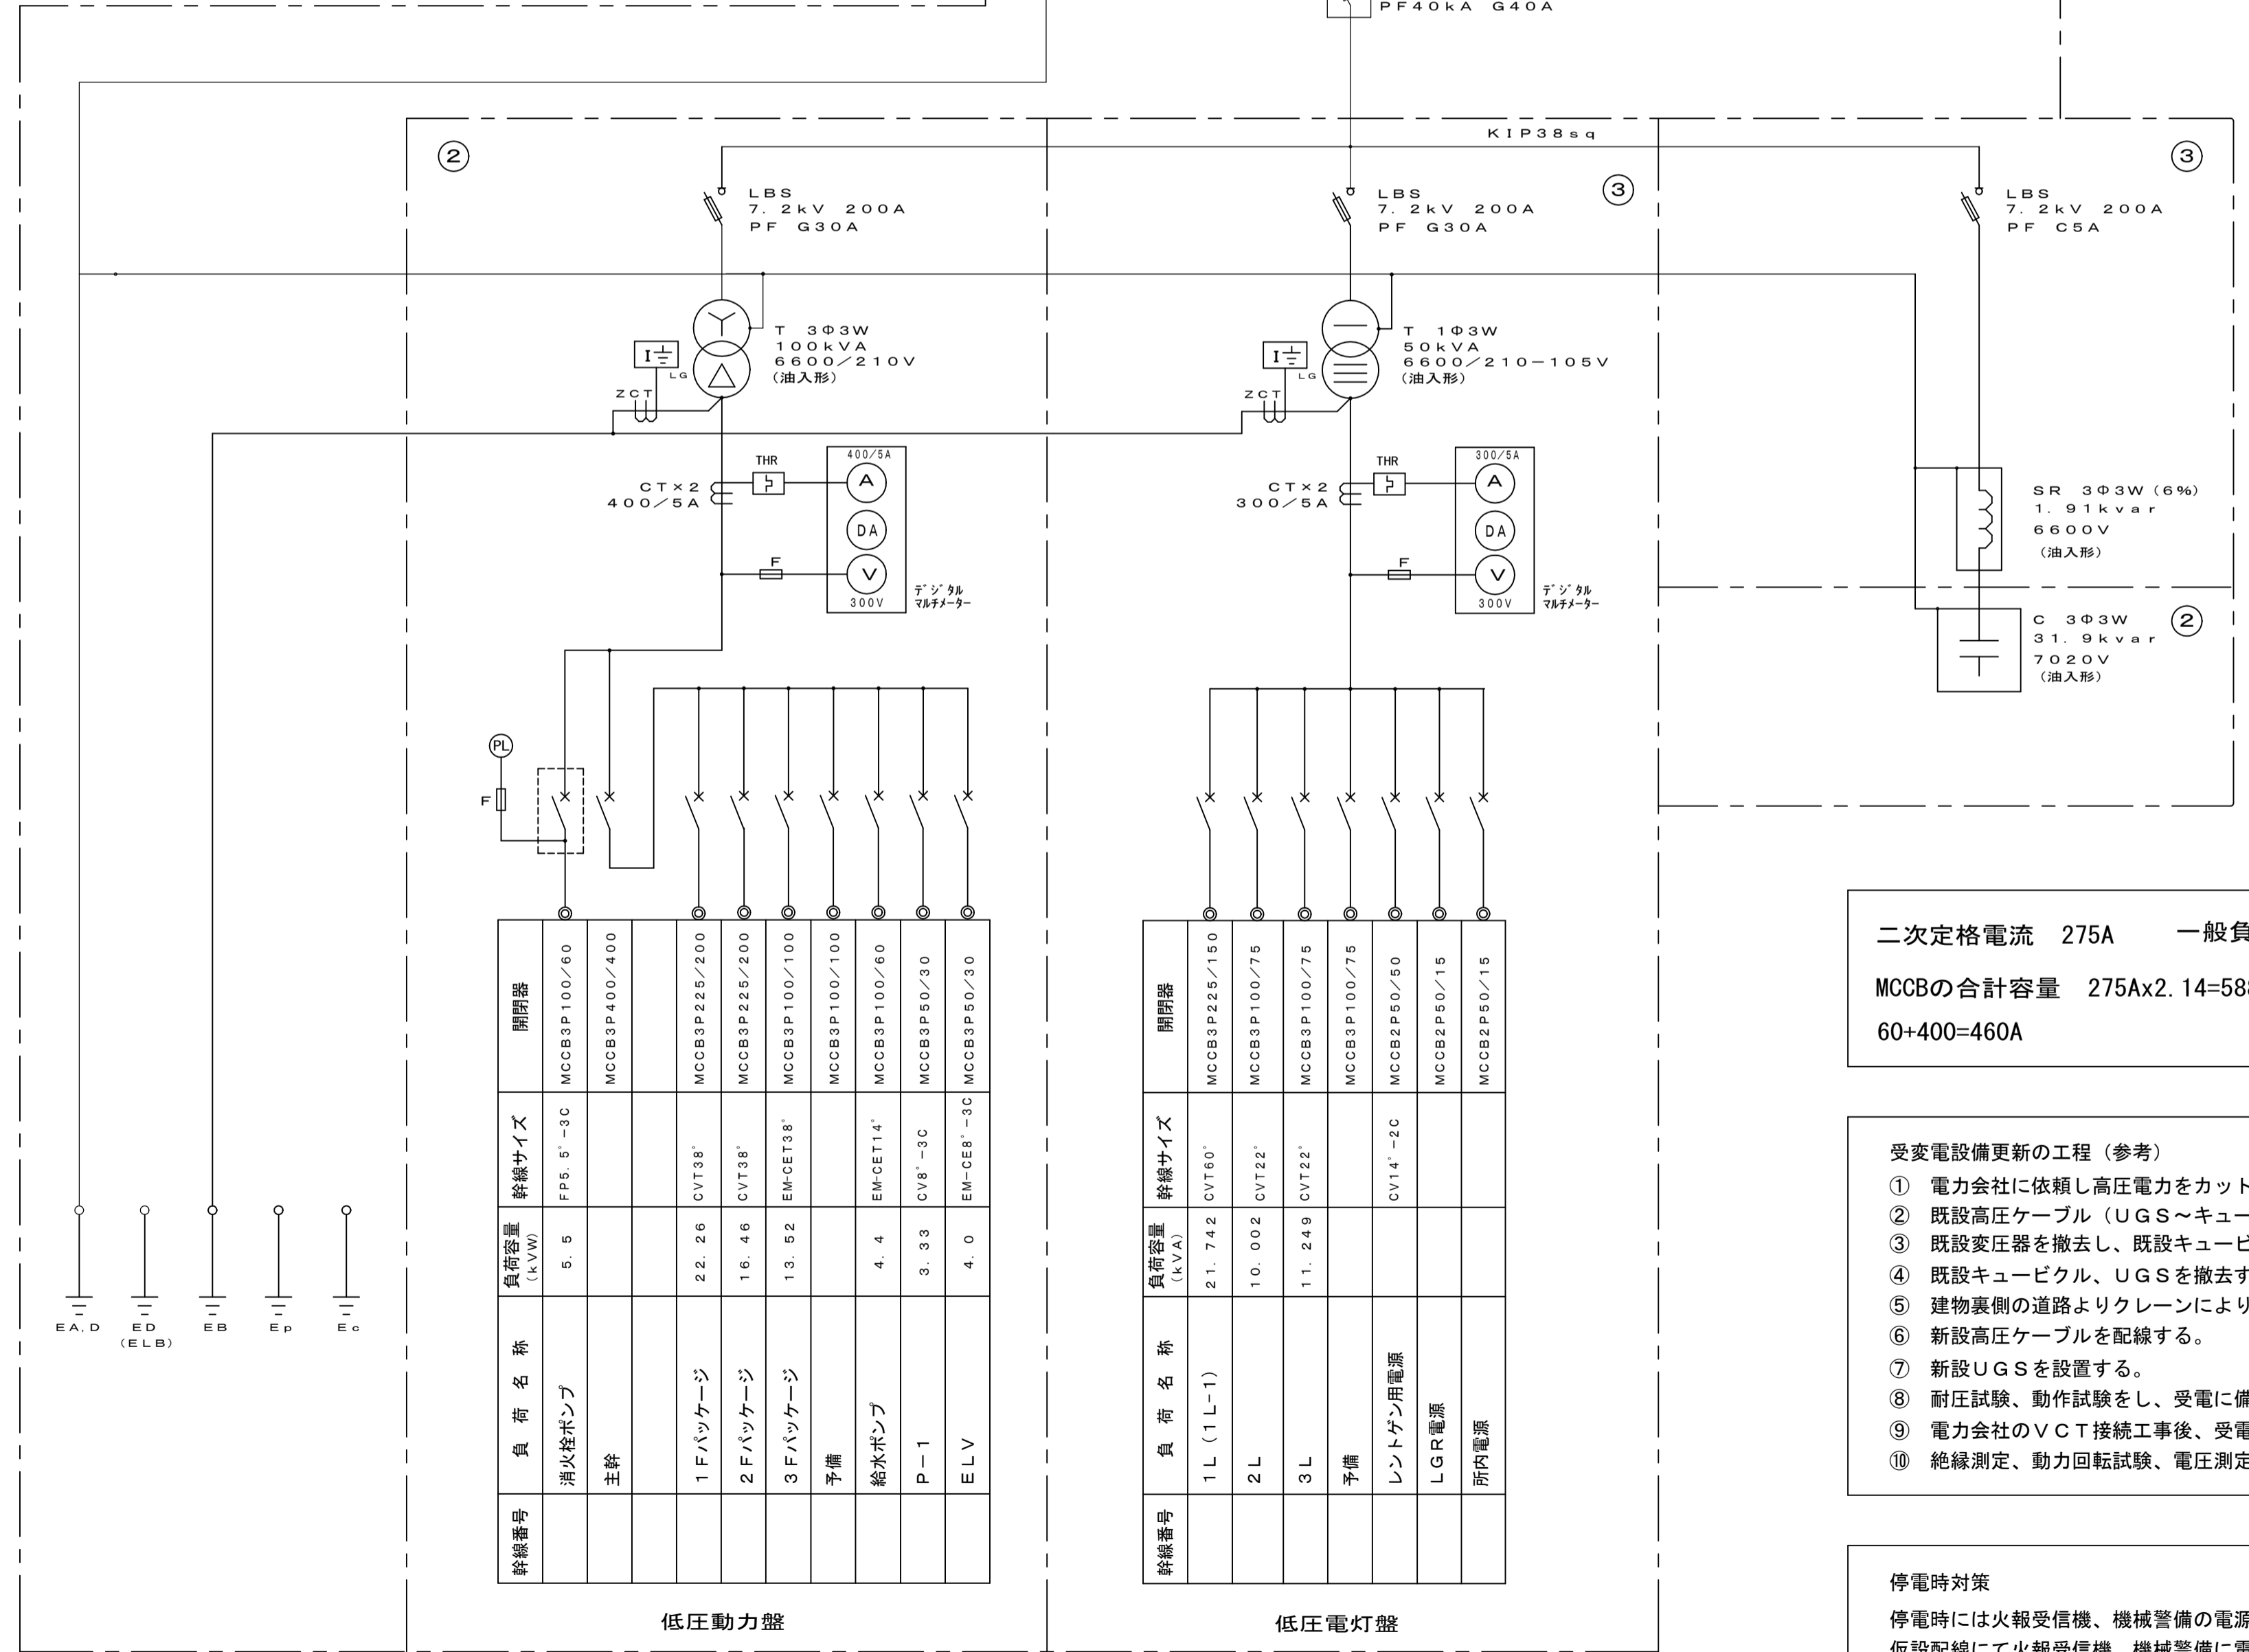 PF40kA G40A
KIP38sq
②
LBS
7.2kV 200A
PF G30A
③
LBS
7.2kV 200A
PF G30A
③
LBS
7.2kV 200A
PF C5A
T 3Φ3W
100kVA
6600/210V
(油入形)
I
LG
ZCT
T 1Φ3W
50kVA
6600/210-105V
(油入形)
I
LG
ZCT
THR
CT×2
400/5A
400/5A
A
DA
V
300V
F
デジタル
マルチメーター
THR
CT×2
300/5A
300/5A
A
DA
V
300V
F
デジタル
マルチメーター
SR 3Φ3W(6%)
1.91kvar
6600V
(油入形)
C 3Φ3W
31.9kvar
7020V
(油入形)
②
PL
F
開閉器
MCCB3P100/60
MCCB3P400/400
MCCB3P225/200
MCCB3P225/200
MCCB3P100/100
MCCB3P100/100
MCCB3P100/60
MCCB3P50/30
MCCB3P50/30
幹線サイズ
FP5.5°-3C
CVT38°
CVT38°
EM-CET38°
EM-CET14°
CV8°-3C
EM-CE8°-3C
負荷容量
(kVW)
5.5
22.26
16.46
13.52
4.4
3.33
4.0
負荷名称
消火栓ポンプ
主幹
1Fパッケージ
2Fパッケージ
3Fパッケージ
予備
給水ポンプ
P-1
ELV
幹線番号
低圧動力盤
開閉器
MCCB3P225/150
MCCB3P100/75
MCCB3P100/75
MCCB3P100/75
MCCB2P50/50
MCCB2P50/15
MCCB2P50/15
幹線サイズ
CVT60°
CVT22°
CVT22°
CV14°-2C
負荷容量
(kVA)
21.742
10.002
11.249
負荷名称
1L(1L-1)
2L
3L
予備
レントゲン用電源
LGR電源
所内電源
幹線番号
低圧電灯盤
EA,D
ED
(ELB)
EB
Ep
Ec
二次定格電流 275A 一般負
MCCBの合計容量 275Ax2.14=588
60+400=460A
受変電設備更新の工程（参考）
① 電力会社に依頼し高圧電力をカット
② 既設高圧ケーブル（UGS～キュー
③ 既設変圧器を撤去し、既設キュービ
④ 既設キュービクル、UGSを撤去す
⑤ 建物裏側の道路よりクレーンにより
⑥ 新設高圧ケーブルを配線する。
⑦ 新設UGSを設置する。
⑧ 耐圧試験、動作試験をし、受電に備
⑨ 電力会社のVCT接続工事後、受電
⑩ 絶縁測定、動力回転試験、電圧測定
停電時対策
停電時には火報受信機、機械警備の電源
仮設配線にて火報受信機、機械警備に電